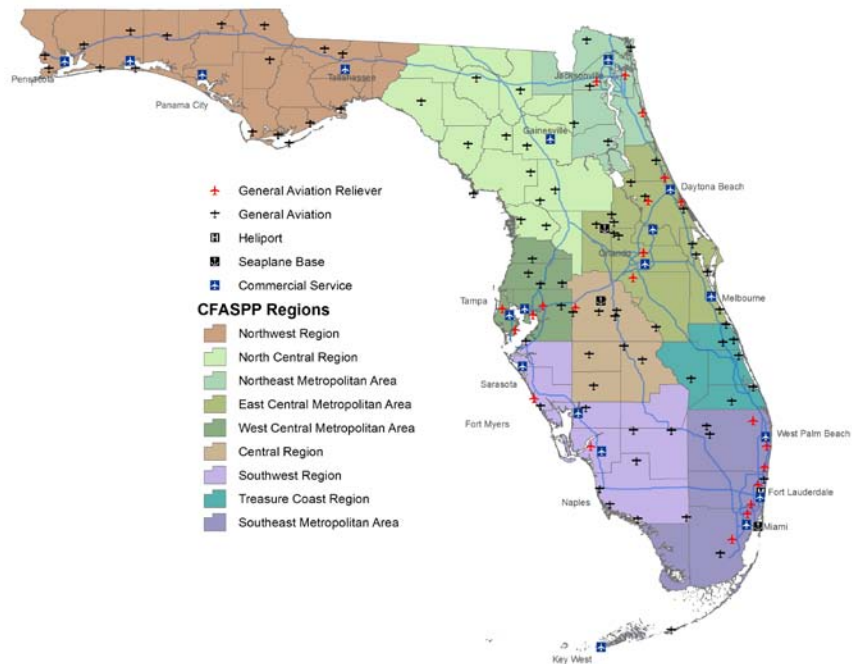 Pensacola
Panama City
Tallahassee
Jacksonville
Gainesville
Daytona Beach
Orlando
Melbourne
Tampa
Sarasota
Fort Myers
Naples
West Palm Beach
Fort Lauderdale
Miami
Key West
General Aviation Reliever
General Aviation
H Heliport
Seaplane Base
Commercial Service
CFASPP Regions
Northwest Region
North Central Region
Northeast Metropolitan Area
East Central Metropolitan Area
West Central Metropolitan Area
Central Region
Southwest Region
Treasure Coast Region
Southeast Metropolitan Area